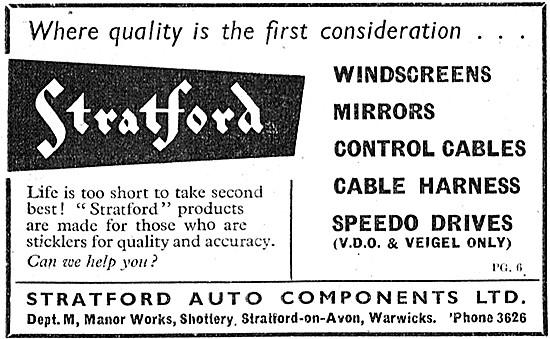 Where quality is the first consideration . . .
Stratford
WINDSCREENS
MIRRORS
CONTROL CABLES
CABLE HARNESS
SPEEDO DRIVES
(V.D.O. & VEIGEL ONLY)
PG. 6
Life is too short to take second
best! "Stratford" products
are made for those who are
sticklers for quality and accuracy.
Can we help you?
STRATFORD AUTO COMPONENTS LTD.
Dept. M, Manor Works, Shottery, Stratford-on-Avon, Warwicks. 'Phone 3626